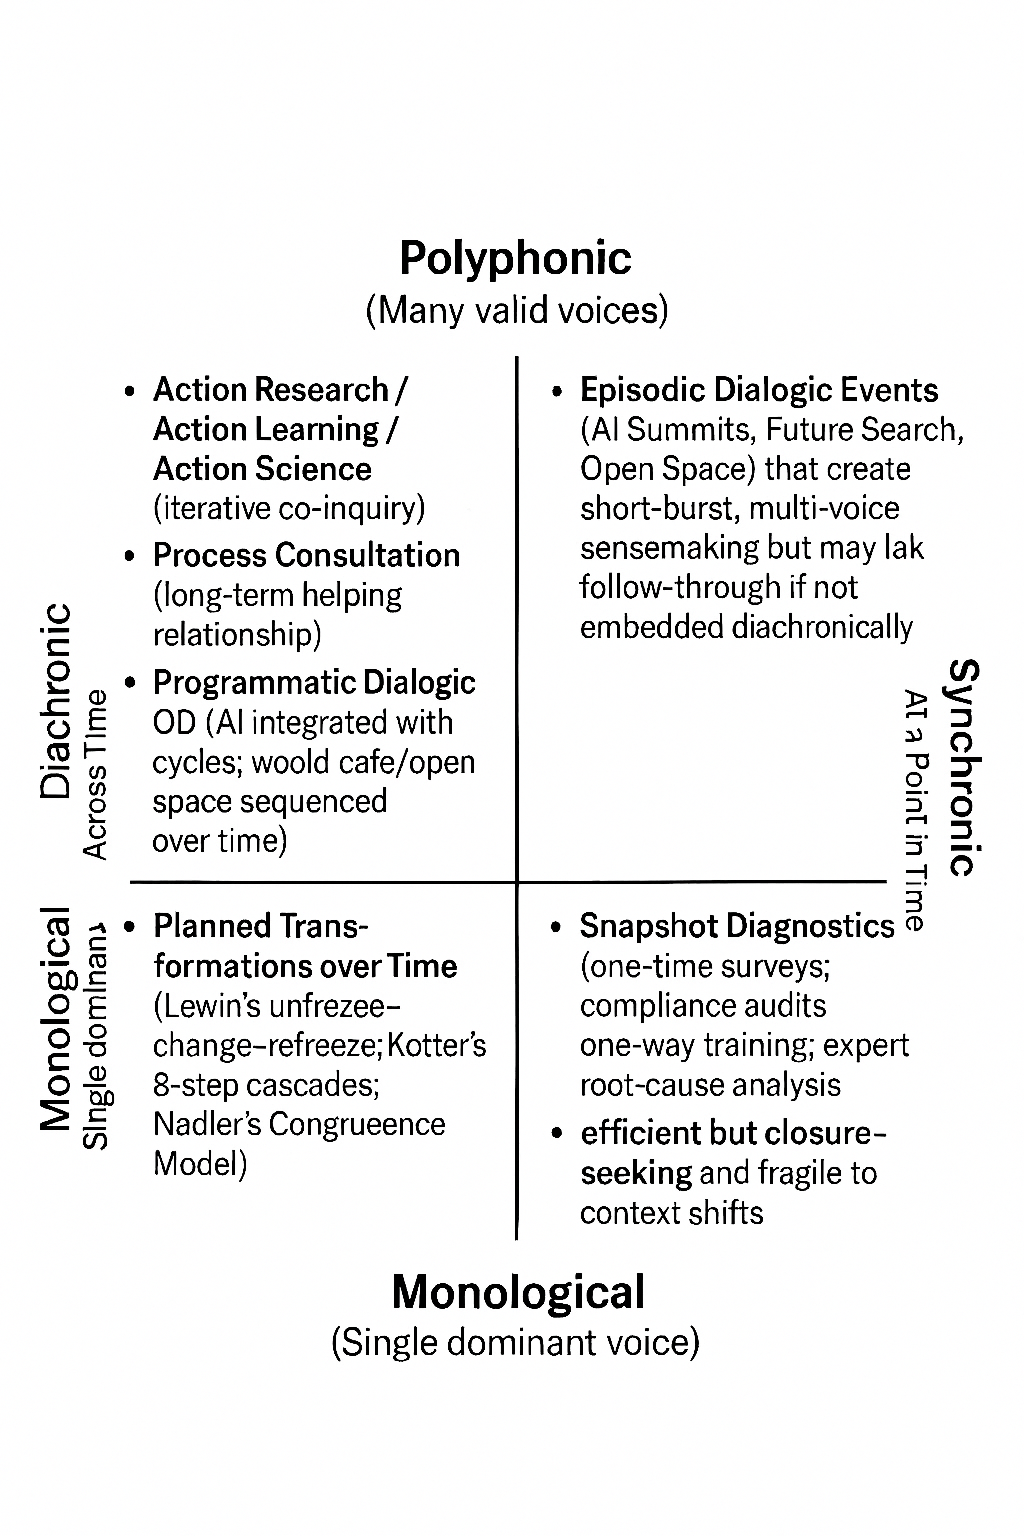 Polyphonic
(Many valid voices)
• Action Research /
Action Learning /
Action Science
(iterative co-inquiry)
• Process Consultation
(long-term helping
relationship)
• Programmatic Dialogic
OD (AI integrated with
cycles; woold cafe/open
space sequenced
over time)
• Episodic Dialogic Events
(AI Summits, Future Search,
Open Space) that create
short-burst, multi-voice
sensemaking but may lak
follow-through if not
embedded diachronically
Diachronic
Across Time
Synchronic
At a Point in Time
Monological
Single dominan
• Planned Trans-
formations over Time
(Lewin's unfrezee–
change–refreeze; Kotter's
8-step cascades;
Nadler's Congrueence
Model)
• Snapshot Diagnostics
(one-time surveys;
compliance audits
one-way training; expert
root-cause analysis
• efficient but closure-
seeking and fragile to
context shifts
Monological
(Single dominant voice)